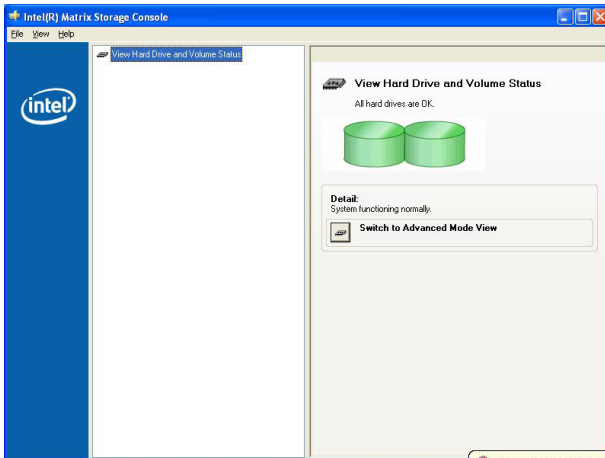 Intel(R) Matrix Storage Console
File View Help
View Hard Drive and Volume Status
intel
View Hard Drive and Volume Status
All hard drives are OK.
Detail:
System functioning normally.
Switch to Advanced Mode View